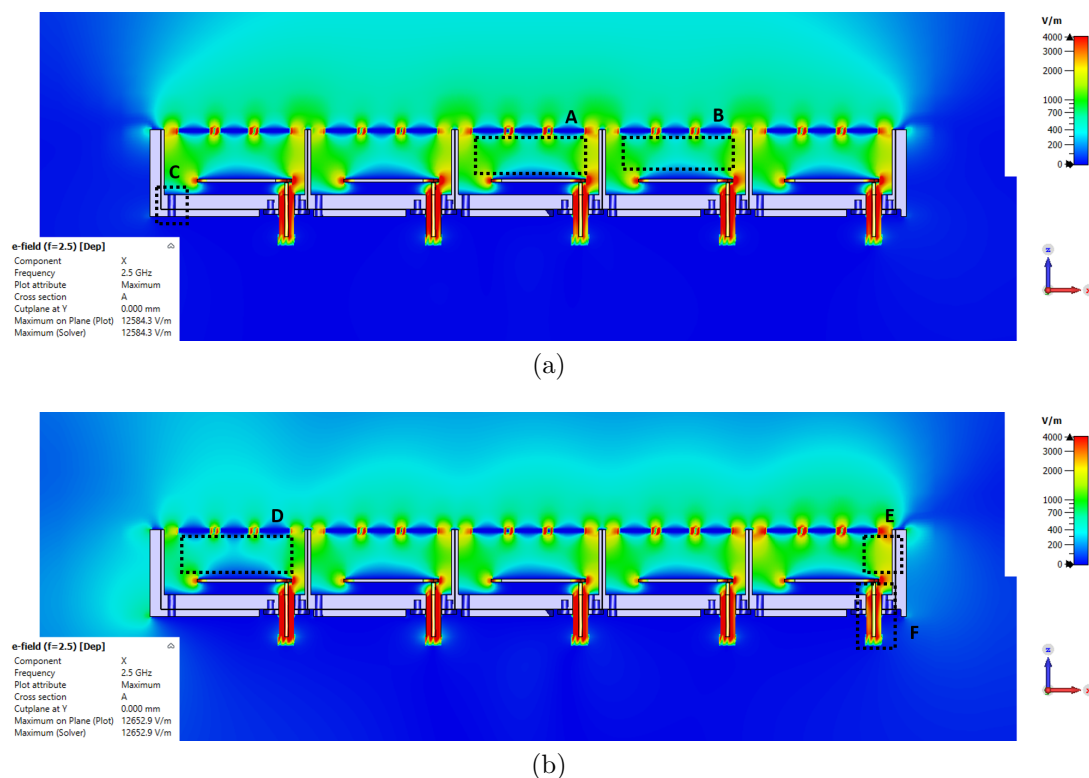 V/m
4000
3000
2000
1000
700
400
200
0
A
B
C
z
x
e-field (f=2.5) [Dep]
Component X
Frequency 2.5 GHz
Plot attribute Maximum
Cross section A
Cutplane at Y 0.000 mm
Maximum on Plane (Plot) 12584.3 V/m
Maximum (Solver) 12584.3 V/m
(a)
V/m
4000
3000
2000
1000
700
400
200
0
D
E
F
z
x
e-field (f=2.5) [Dep]
Component X
Frequency 2.5 GHz
Plot attribute Maximum
Cross section A
Cutplane at Y 0.000 mm
Maximum on Plane (Plot) 12652.9 V/m
Maximum (Solver) 12652.9 V/m
(b)